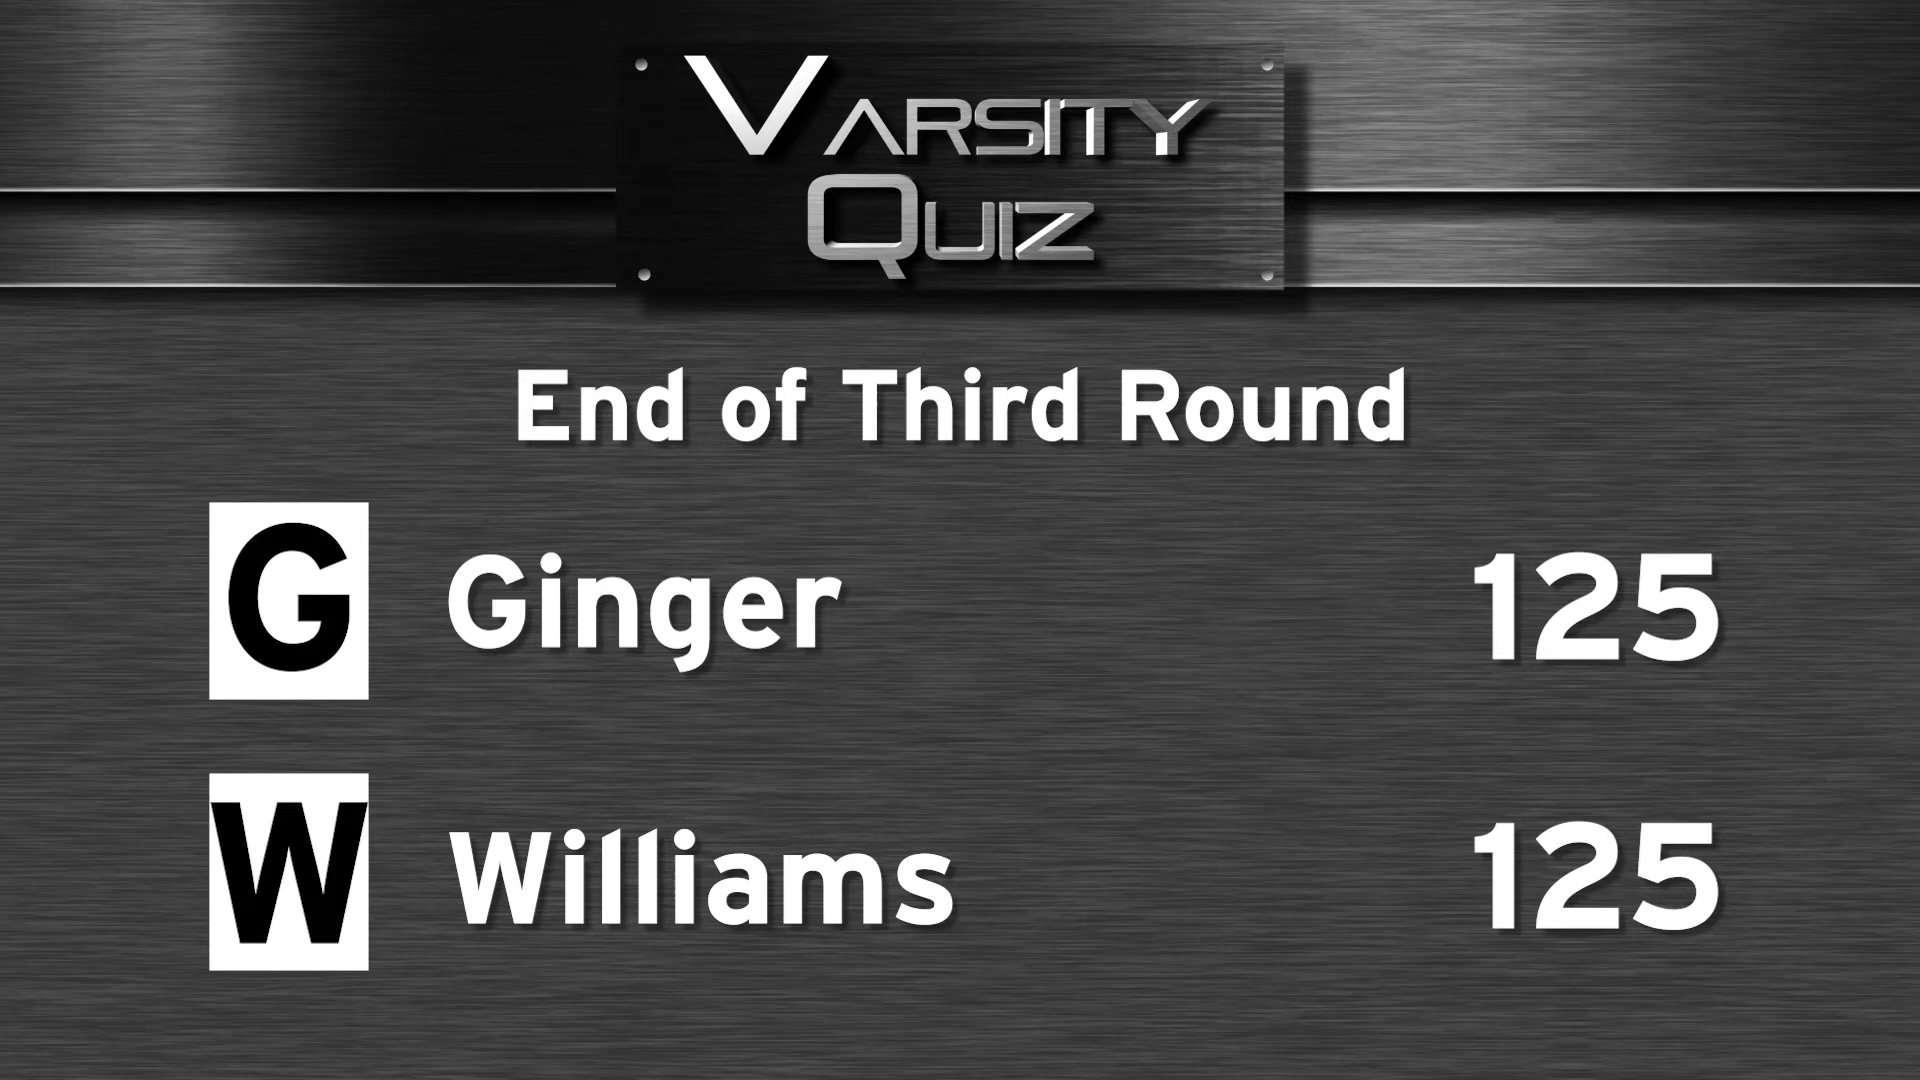 VARSITY
QUIZ
End of Third Round
G Ginger 125
W Williams 125